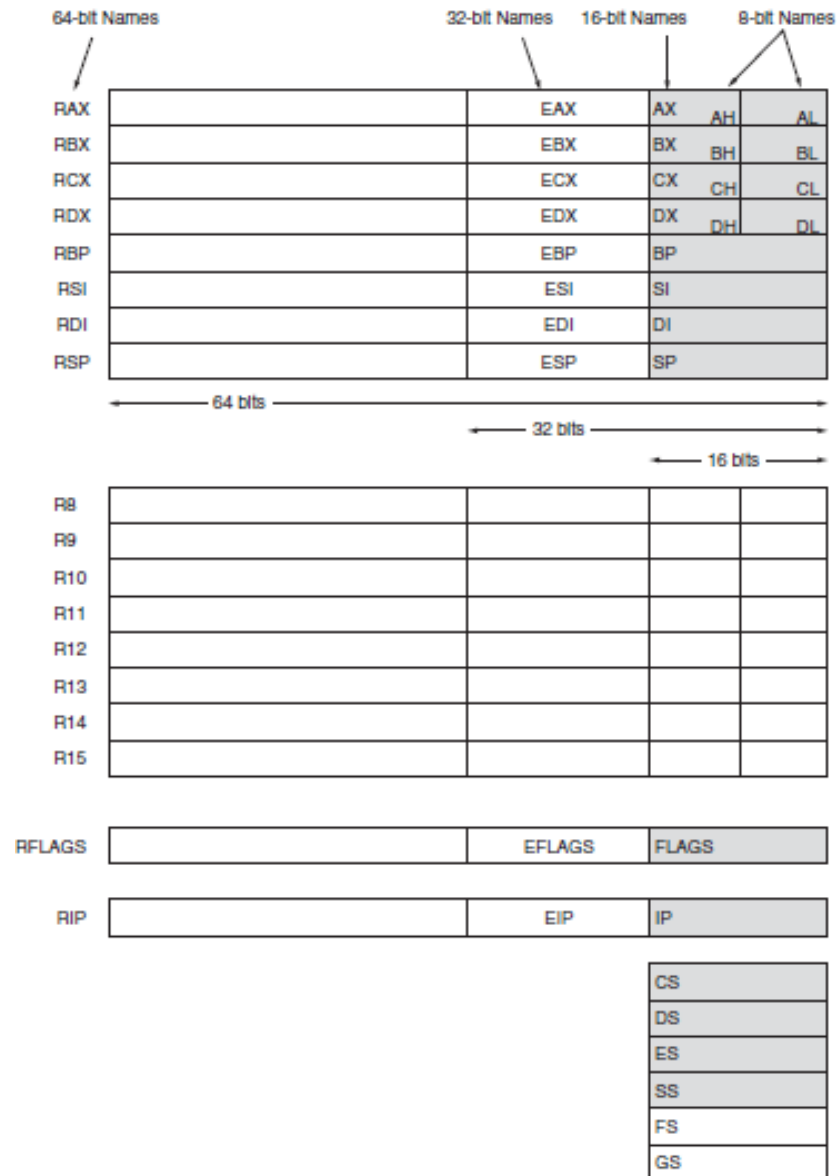 64-bit Names 32-bit Names 16-bit Names 8-bit Names
RAX EAX AX AH AL
RBX EBX BX BH BL
RCX ECX CX CH CL
RDX EDX DX DH DL
RBP EBP BP
RSI ESI SI
RDI EDI DI
RSP ESP SP
64 bits
32 bits
16 bits
R8
R9
R10
R11
R12
R13
R14
R15
RFLAGS EFLAGS FLAGS
RIP EIP IP
CS
DS
ES
SS
FS
GS